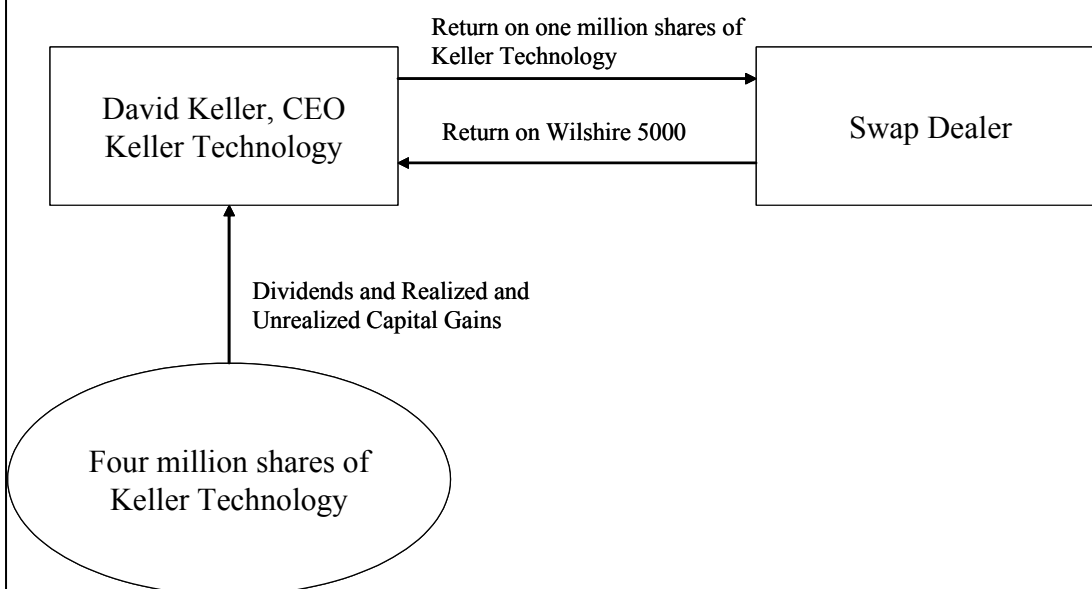 Return on one million shares of
Keller Technology
David Keller, CEO
Keller Technology
Return on Wilshire 5000
Swap Dealer
Dividends and Realized and
Unrealized Capital Gains
Four million shares of
Keller Technology